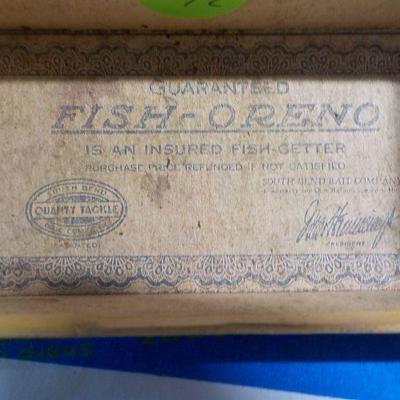 GUARANTEED
FISH-ORENO
IS AN INSURED FISH-GETTER
PURCHASE PRICE REFUNDED IF NOT SATISFIED
SOUTH BEND BAIT COMPANY
SOUTH BEND
QUALITY TACKLE
PRESIDENT